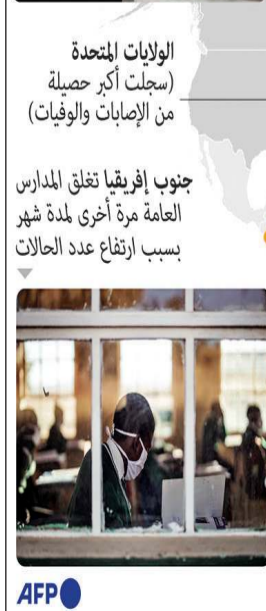 الولايات المتحدة
(سجلت أكبر حصيلة
من الإصابات والوفيات)
جنوب إفريقيا تغلق المدارس
العامة مرة أخرى لمدة شهر
بسبب ارتفاع عدد الحالات
AFP